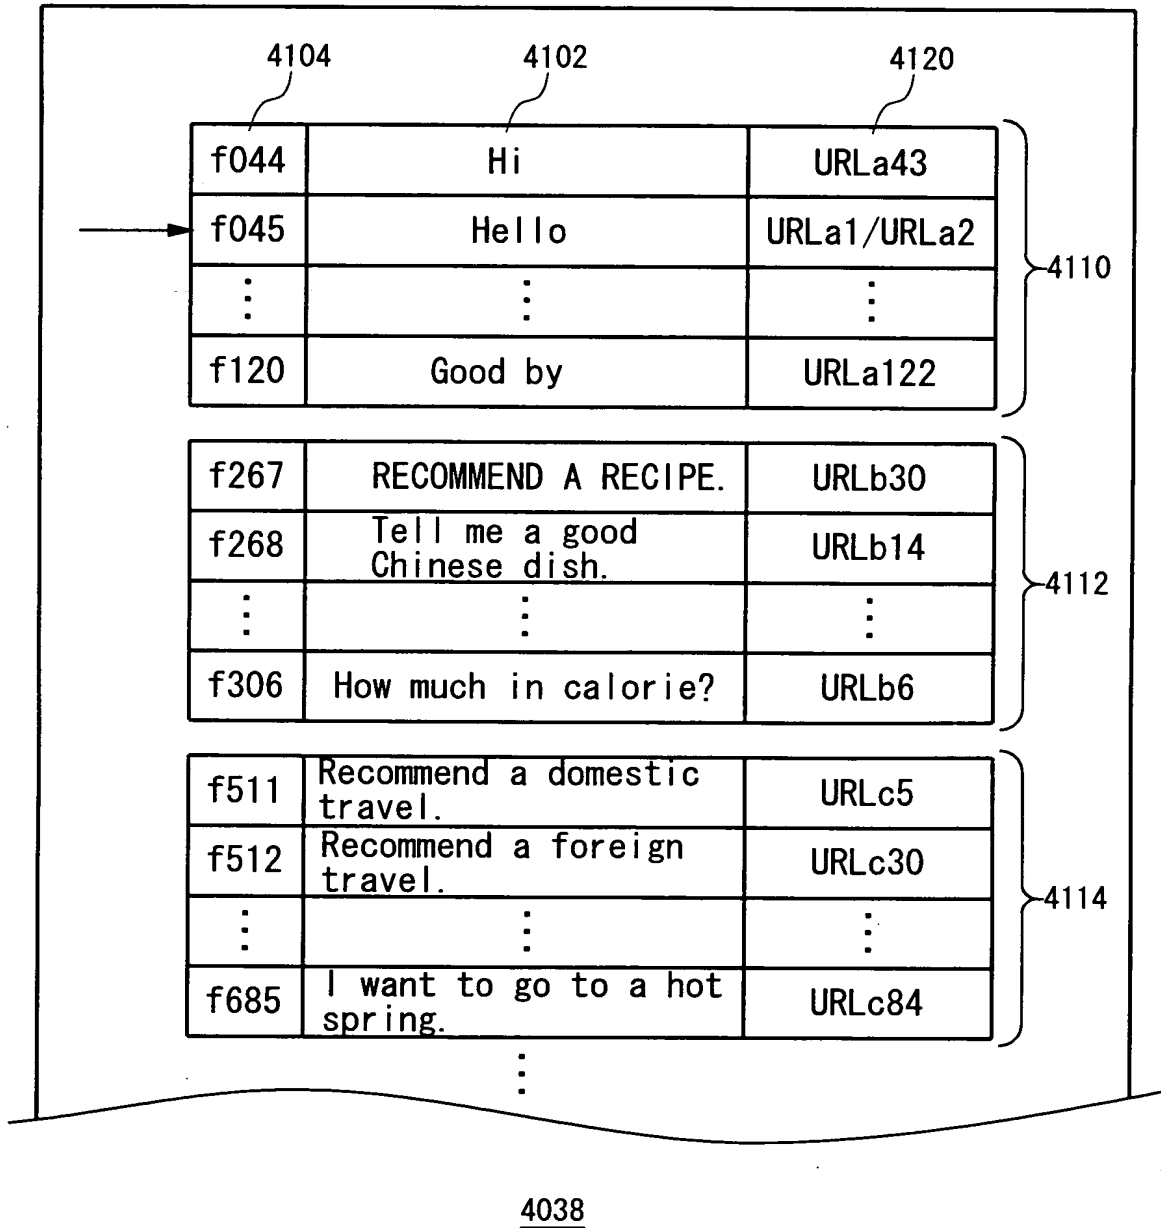 4104 4102 4120
f044 Hi URLa43
f045 Hello URLa1/URLa2
4110
f120 Good by URLa122
f267 RECOMMEND A RECIPE. URLb30
f268 Tell me a good URLb14
Chinese dish.
4112
f306 How much in calorie? URLb6
f511 Recommend a domestic URLc5
travel.
f512 Recommend a foreign URLc30
travel.
4114
f685 I want to go to a hot URLc84
spring.
4038